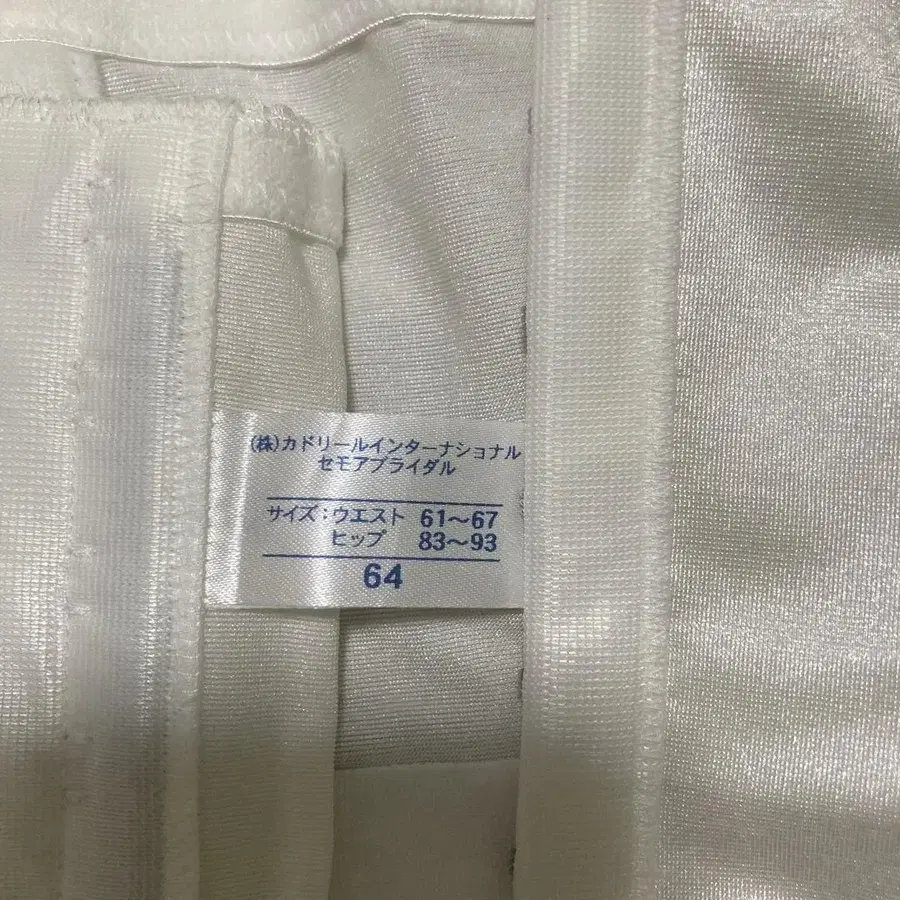 (株)カドリールインターナショナル
セモアブライダル
サイズ:ウエスト 61~67
ヒップ 83~93
64